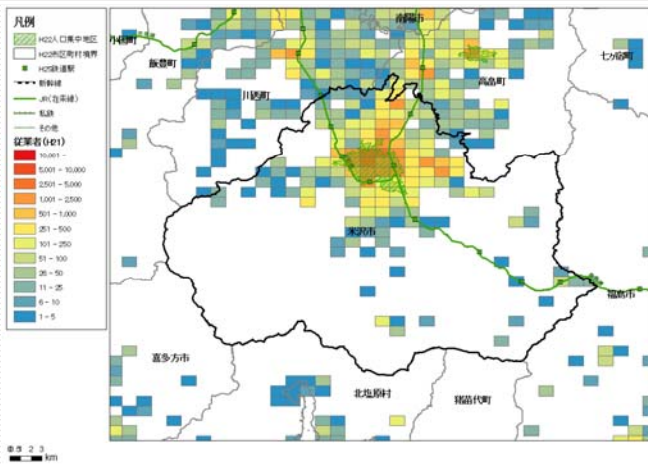 凡例
H22人口集中地区
H22市区町村境界
H25鉄道駅
新幹線
JR(在来線)
私鉄
その他
従業者(H21)
10,001 -
5,001 - 10,000
2,501 - 5,000
1,001 - 2,500
501 - 1,000
251 - 500
101 - 250
51 - 100
26 - 50
11 - 25
6 - 10
1 - 5
小国町
飯豊町
南陽市
川西町
高畠町
七ヶ宿町
米沢市
福島市
喜多方市
北塩原村
猪苗代町
2 3
km